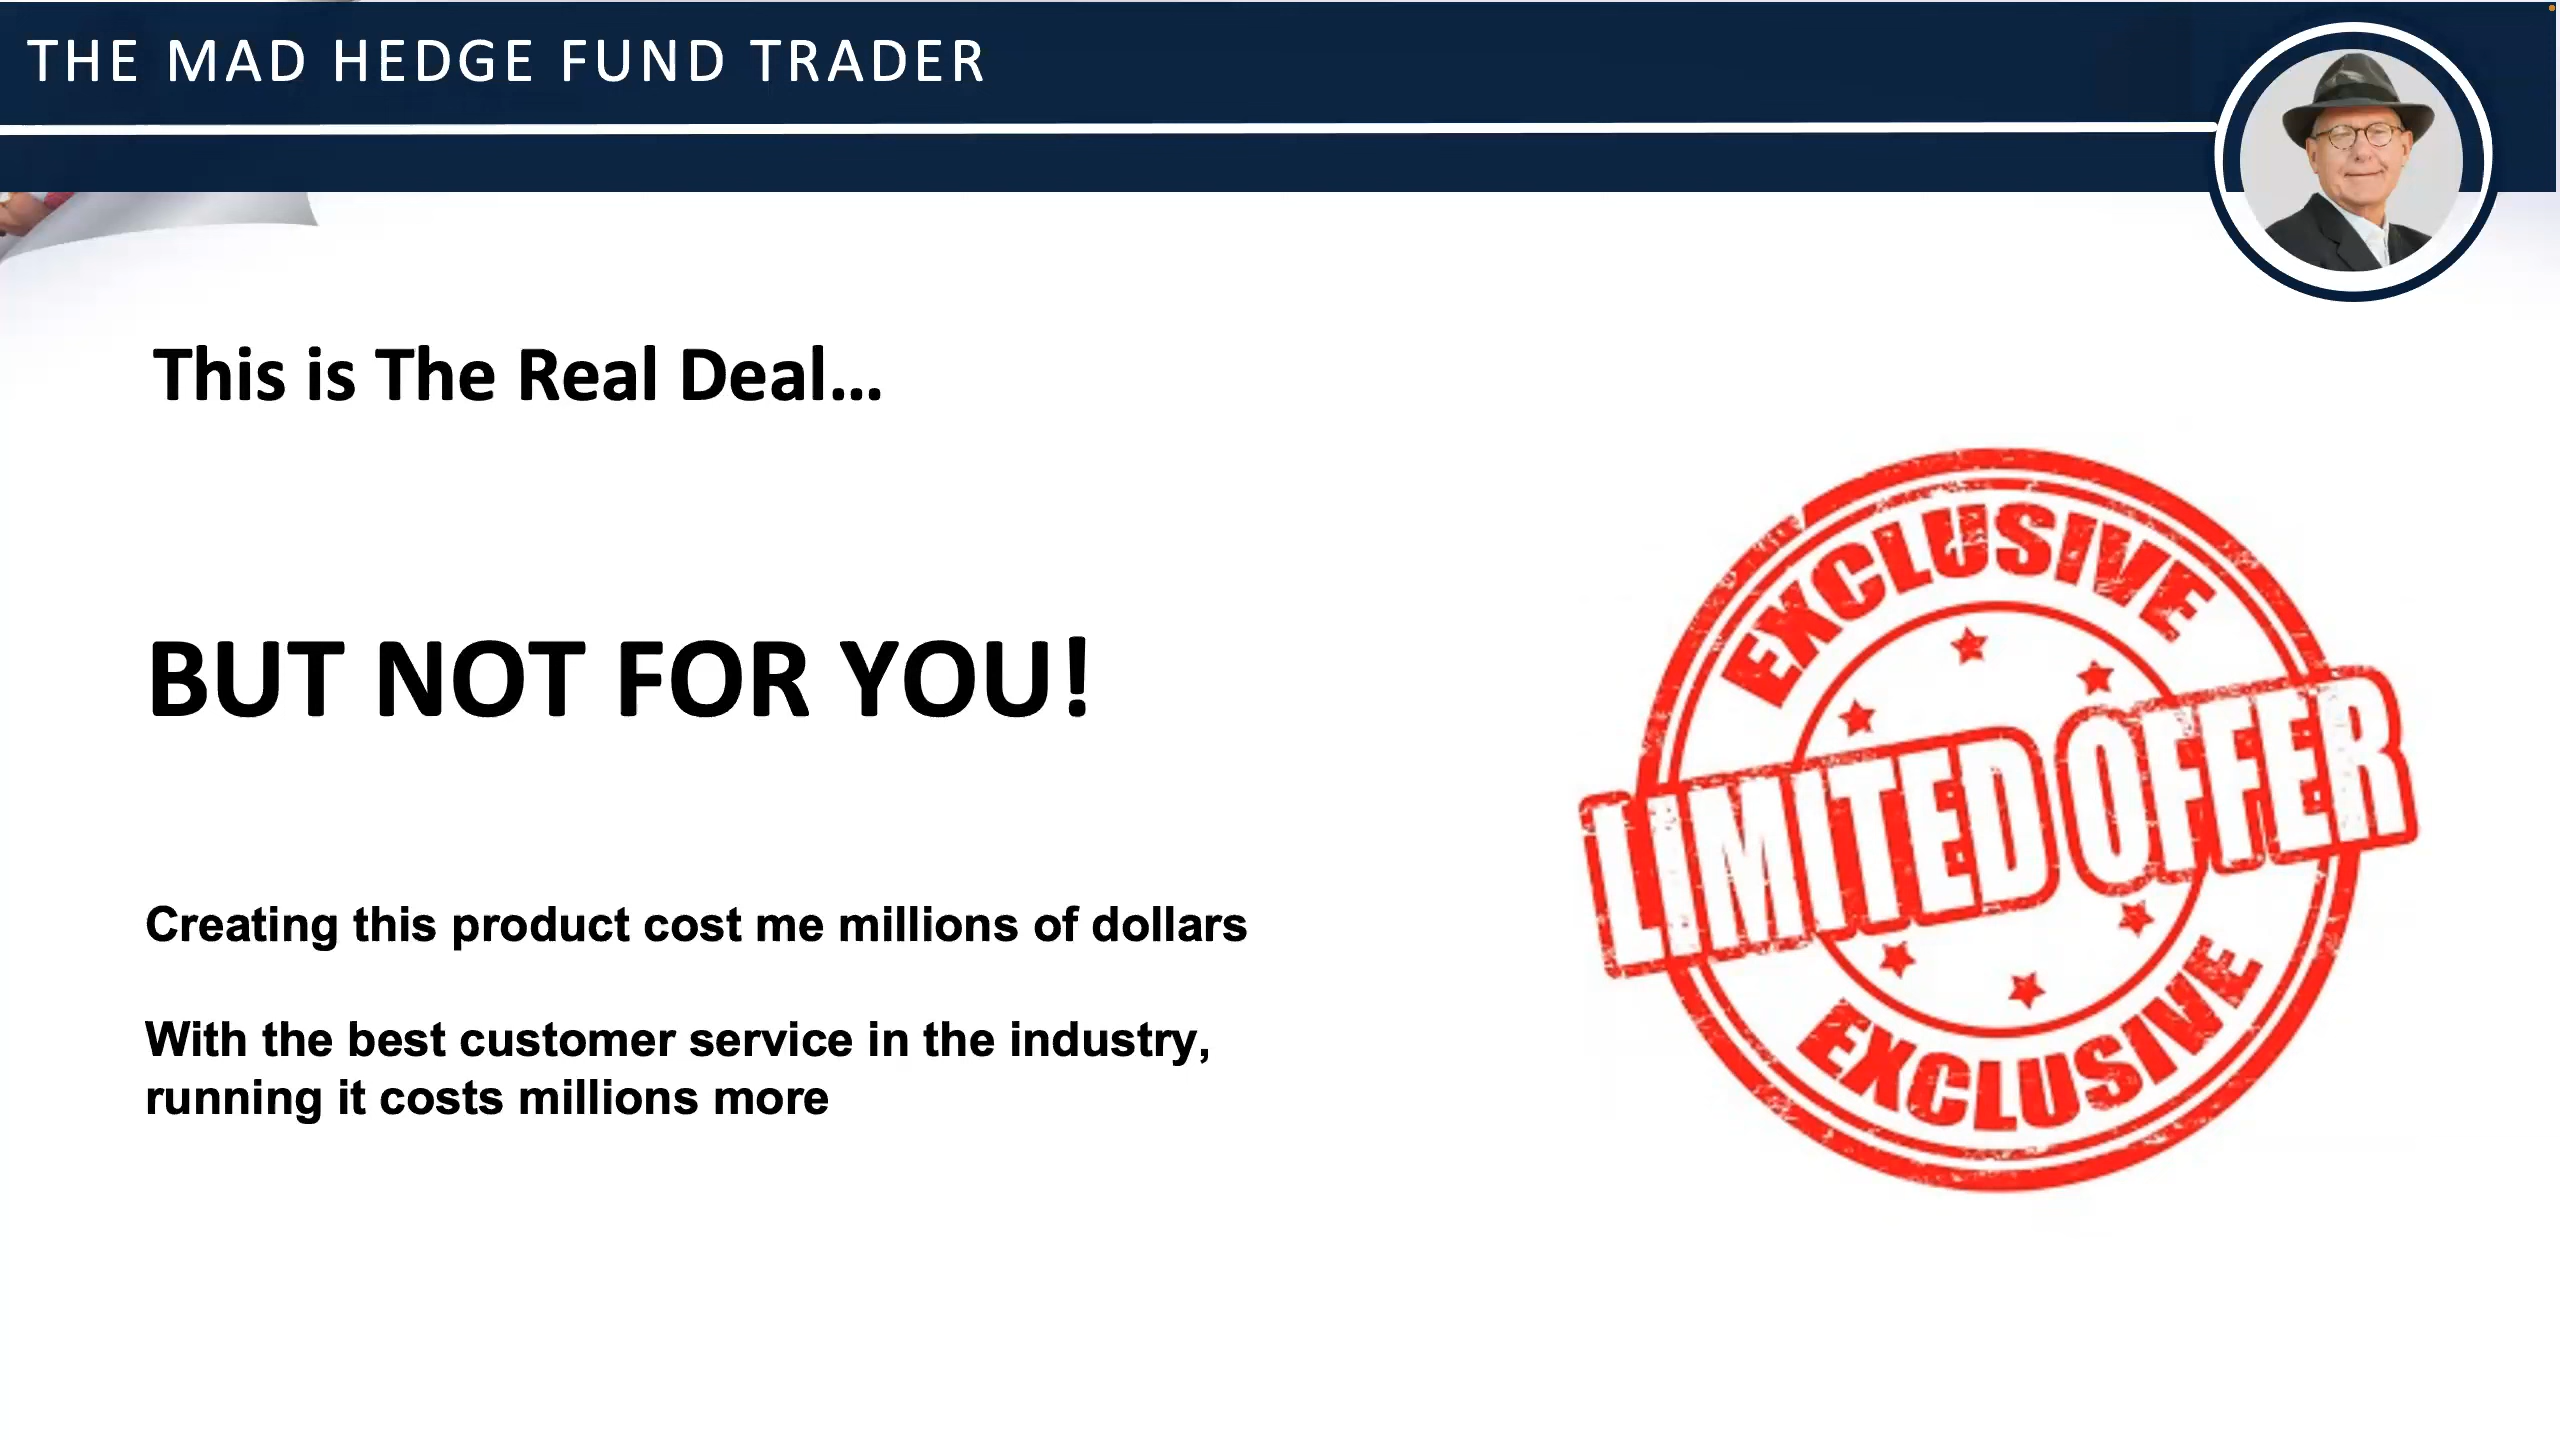 THE MAD HEDGE FUND TRADER
This is The Real Deal...
BUT NOT FOR YOU!
Creating this product cost me millions of dollars
With the best customer service in the industry,
running it costs millions more
EXCLUSIVE
LIMITED OFFER
EXCLUSIVE